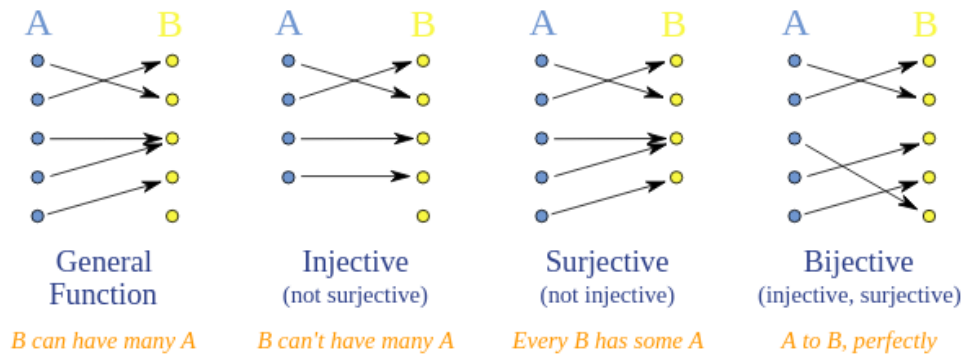 A B A B A B A B
General Injective Surjective Bijective
Function (not surjective) (not injective) (injective, surjective)
B can have many A B can't have many A Every B has some A A to B, perfectly